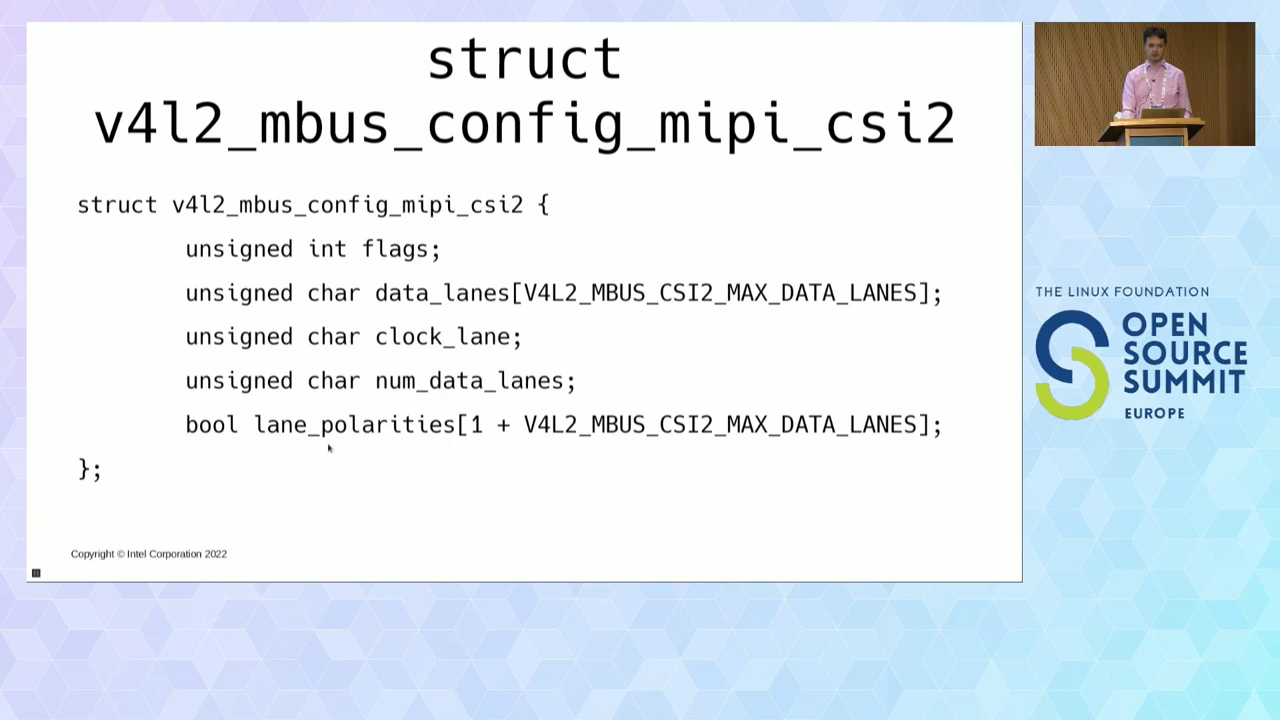 struct
v4l2_mbus_config_mipi_csi2
struct v4l2_mbus_config_mipi_csi2 {
unsigned int flags;
unsigned char data_lanes[V4L2_MBUS_CSI2_MAX_DATA_LANES];
unsigned char clock_lane;
unsigned char num_data_lanes;
bool lane_polarities[1 + V4L2_MBUS_CSI2_MAX_DATA_LANES];
};
Copyright © Intel Corporation 2022
THE LINUX FOUNDATION
OPEN
SOURCE
SUMMIT
EUROPE